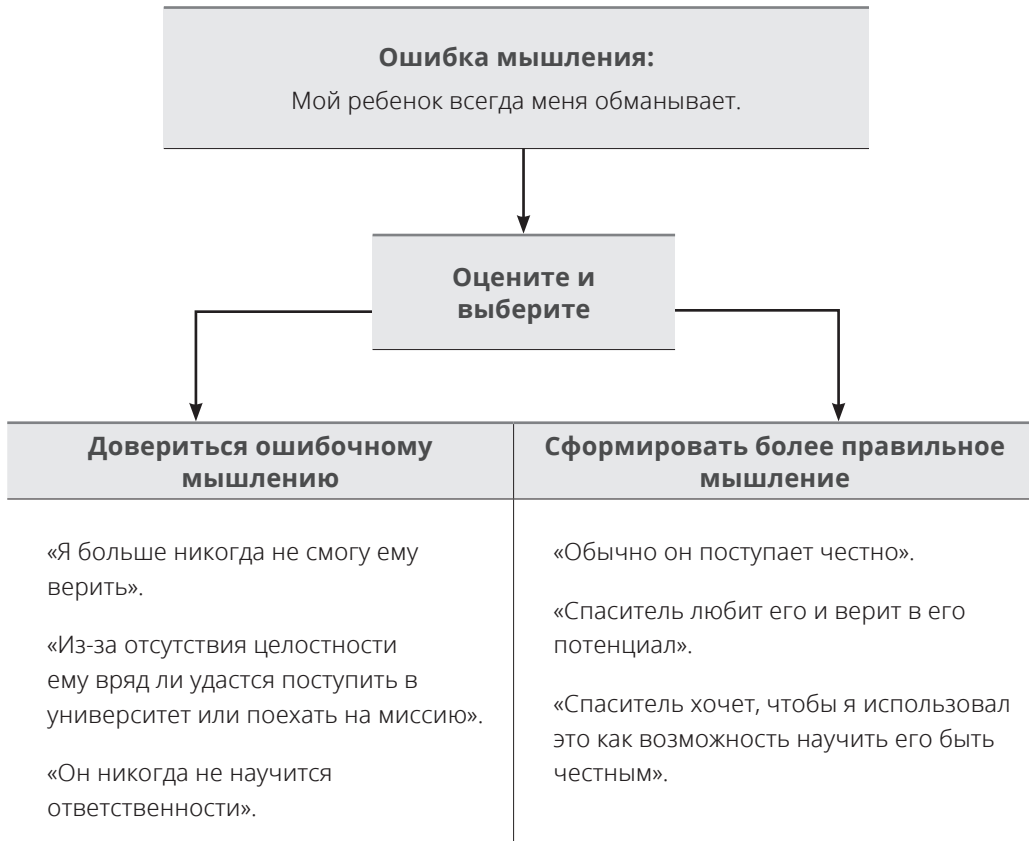 Ошибка мышления:
Мой ребенок всегда меня обманывает.
Оцените и
выберите
Довериться ошибочному
мышлению
«Я больше никогда не смогу ему
верить».
«Из-за отсутствия целостности
ему вряд ли удастся поступить в
университет или поехать на миссию».
«Он никогда не научится
ответственности».
Сформировать более правильное
мышление
«Обычно он поступает честно».
«Спаситель любит его и верит в его
потенциал».
«Спаситель хочет, чтобы я использовал
это как возможность научить его быть
честным».